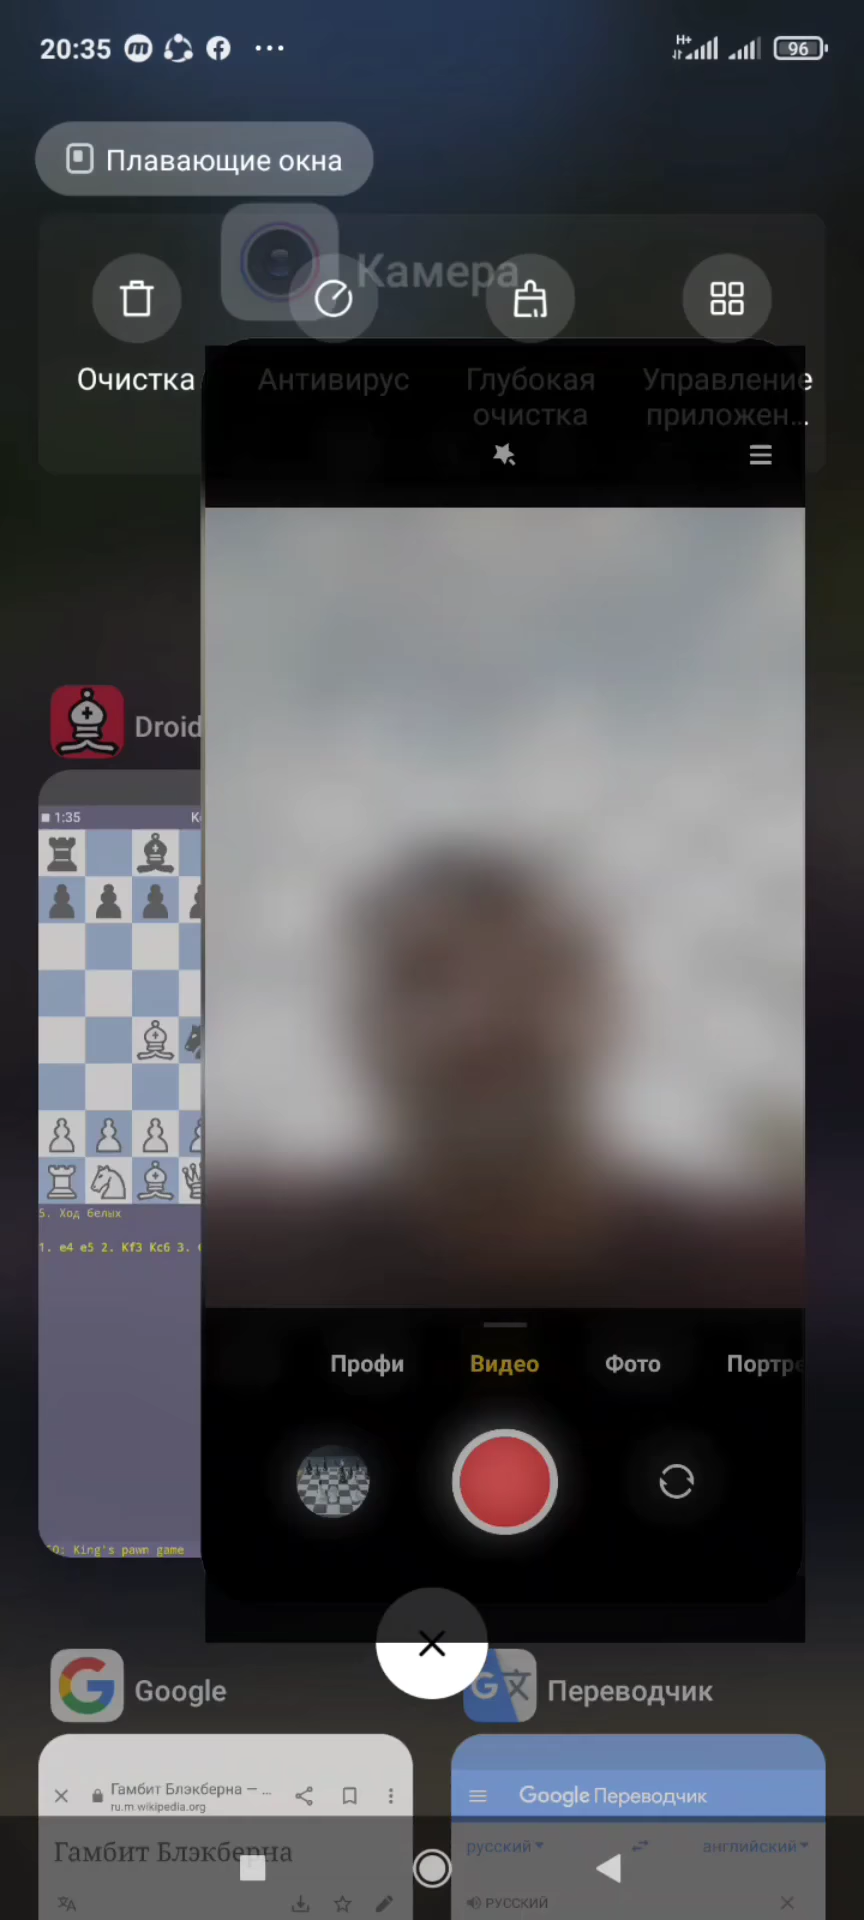 20:35
H+
96
Плавающие окна
Камера
Очистка
Антивирус
Глубокая
очистка
Управление
приложен...
Droid
1:35
5. Ход белых
1. e4 e5 2. Kf3 Kc6 3.
King's pawn game
Профи
Видео
Фото
Google
Переводчик
Гамбит Блэкберна — ...
ru.m.wikipedia.org
Гамбит Блэкберна
Google Переводчик
русский
английский
РУССКИЙ